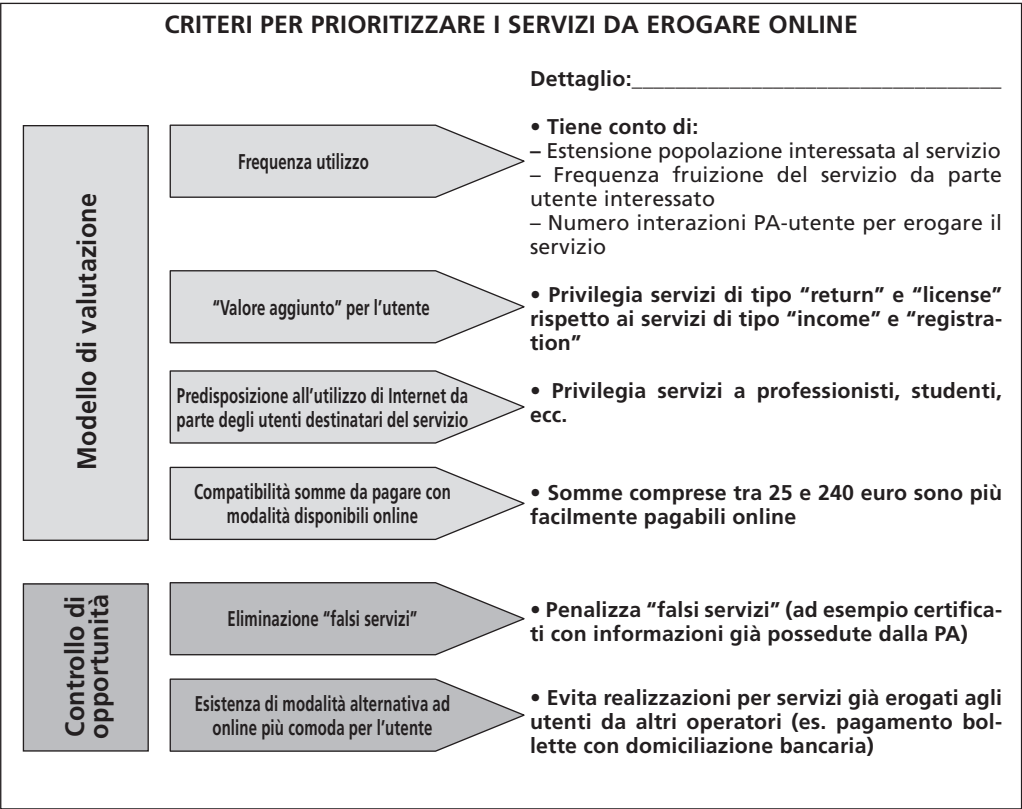 CRITERI PER PRIORITIZZARE I SERVIZI DA EROGARE ONLINE
Dettaglio:__________________________________
Modello di valutazione
Frequenza utilizzo
• Tiene conto di:
– Estensione popolazione interessata al servizio
– Frequenza fruizione del servizio da parte
utente interessato
– Numero interazioni PA-utente per erogare il
servizio
“Valore aggiunto” per l’utente
• Privilegia servizi di tipo “return” e “license”
rispetto ai servizi di tipo “income” e “registra-
tion”
Predisposizione all’utilizzo di Internet da
parte degli utenti destinatari del servizio
• Privilegia servizi a professionisti, studenti,
ecc.
Compatibilità somme da pagare con
modalità disponibili online
• Somme comprese tra 25 e 240 euro sono più
facilmente pagabili online
Controllo di
opportunità
Eliminazione “falsi servizi”
• Penalizza “falsi servizi” (ad esempio certifica-
ti con informazioni già possedute dalla PA)
Esistenza di modalità alternativa ad
online più comoda per l’utente
• Evita realizzazioni per servizi già erogati agli
utenti da altri operatori (es. pagamento bol-
lette con domiciliazione bancaria)